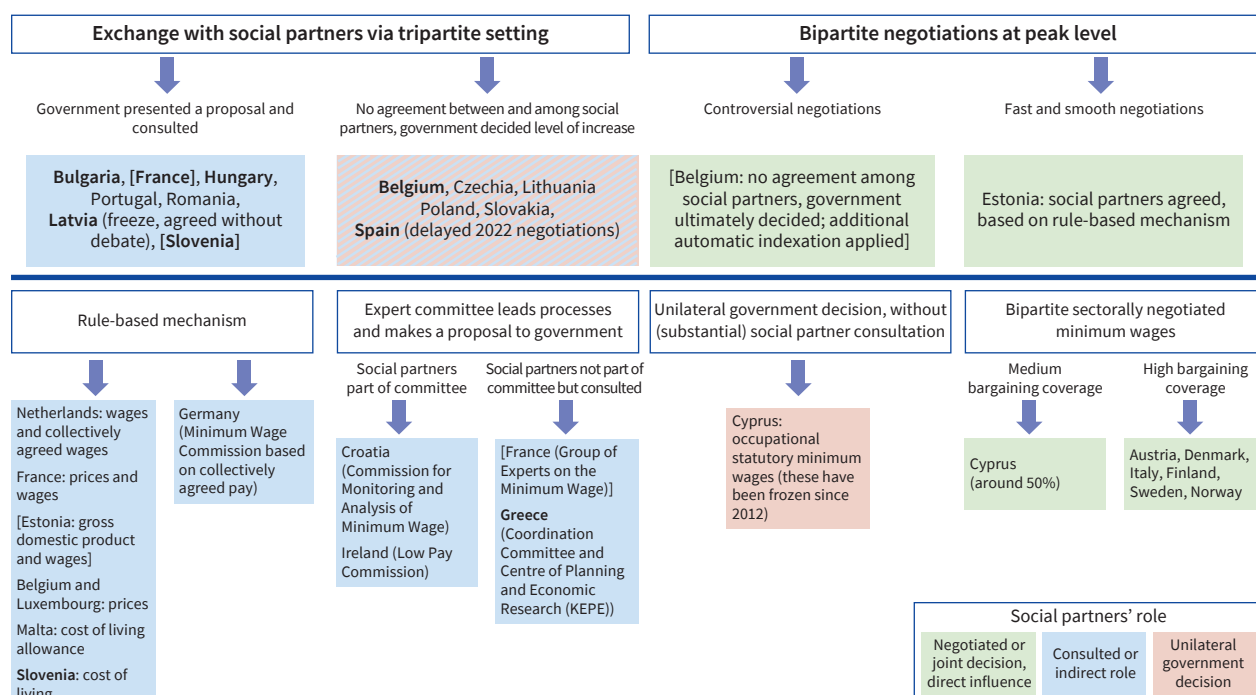 Exchange with social partners via tripartite setting
Bipartite negotiations at peak level
Government presented a proposal and
consulted
No agreement between and among social
partners, government decided level of increase
Controversial negotiations
Fast and smooth negotiations
Bulgaria, [France], Hungary,
Portugal, Romania,
Latvia (freeze, agreed without
debate), [Slovenia]
Belgium, Czechia, Lithuania
Poland, Slovakia,
Spain (delayed 2022 negotiations)
[Belgium: no agreement among
social partners, government
ultimately decided; additional
automatic indexation applied]
Estonia: social partners agreed,
based on rule-based mechanism
Rule-based mechanism
Expert committee leads processes
and makes a proposal to government
Unilateral government decision, without
(substantial) social partner consultation
Bipartite sectorally negotiated
minimum wages
Social partners
part of committee
Social partners not part of
committee but consulted
Medium
bargaining coverage
High bargaining
coverage
Netherlands: wages
and collectively
agreed wages
France: prices and
wages
[Estonia: gross
domestic product
and wages]
Belgium and
Luxembourg: prices
Malta: cost of living
allowance
Slovenia: cost of
living
Germany
(Minimum Wage
Commission based
on collectively
agreed pay)
Croatia
(Commission for
Monitoring and
Analysis of
Minimum Wage)
Ireland (Low Pay
Commission)
[France (Group of
Experts on the
Minimum Wage)]
Greece
(Coordination
Committee and
Centre of Planning
and Economic
Research (KEPE))
Cyprus:
occupational
statutory minimum
wages (these have
been frozen since
2012)
Cyprus
(around 50%)
Austria, Denmark,
Italy, Finland,
Sweden, Norway
Social partners' role
Negotiated or
joint decision,
direct influence
Consulted or
indirect role
Unilateral
government
decision